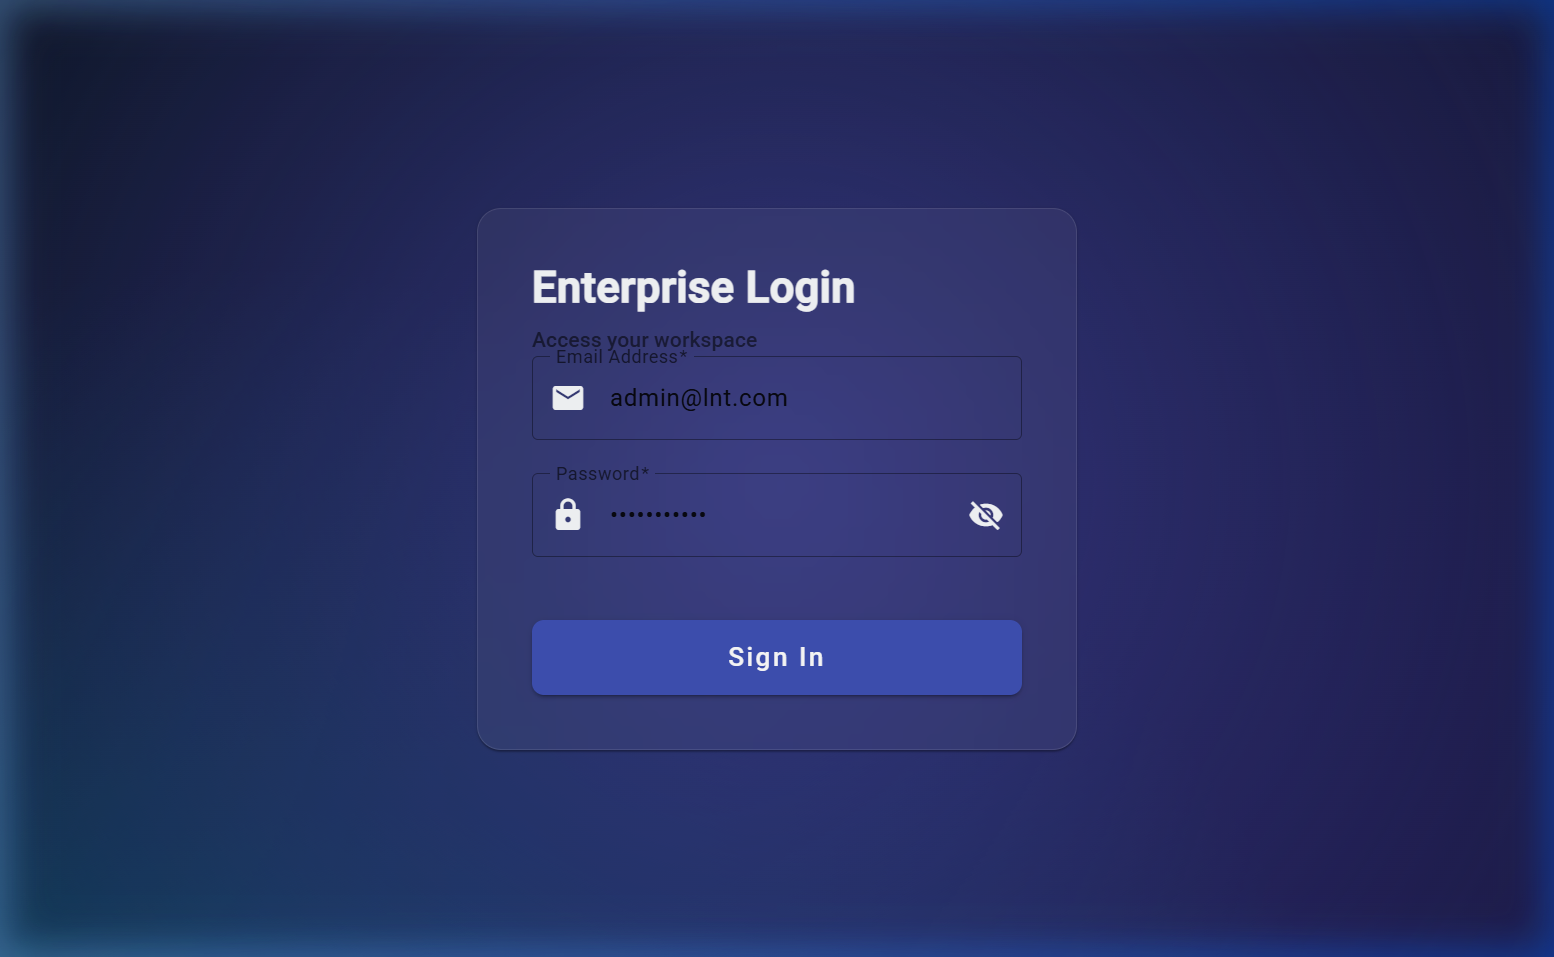 Enterprise Login
Access your workspace
Email Address*
admin@lnt.com
Password*
•••••••••••
Sign In